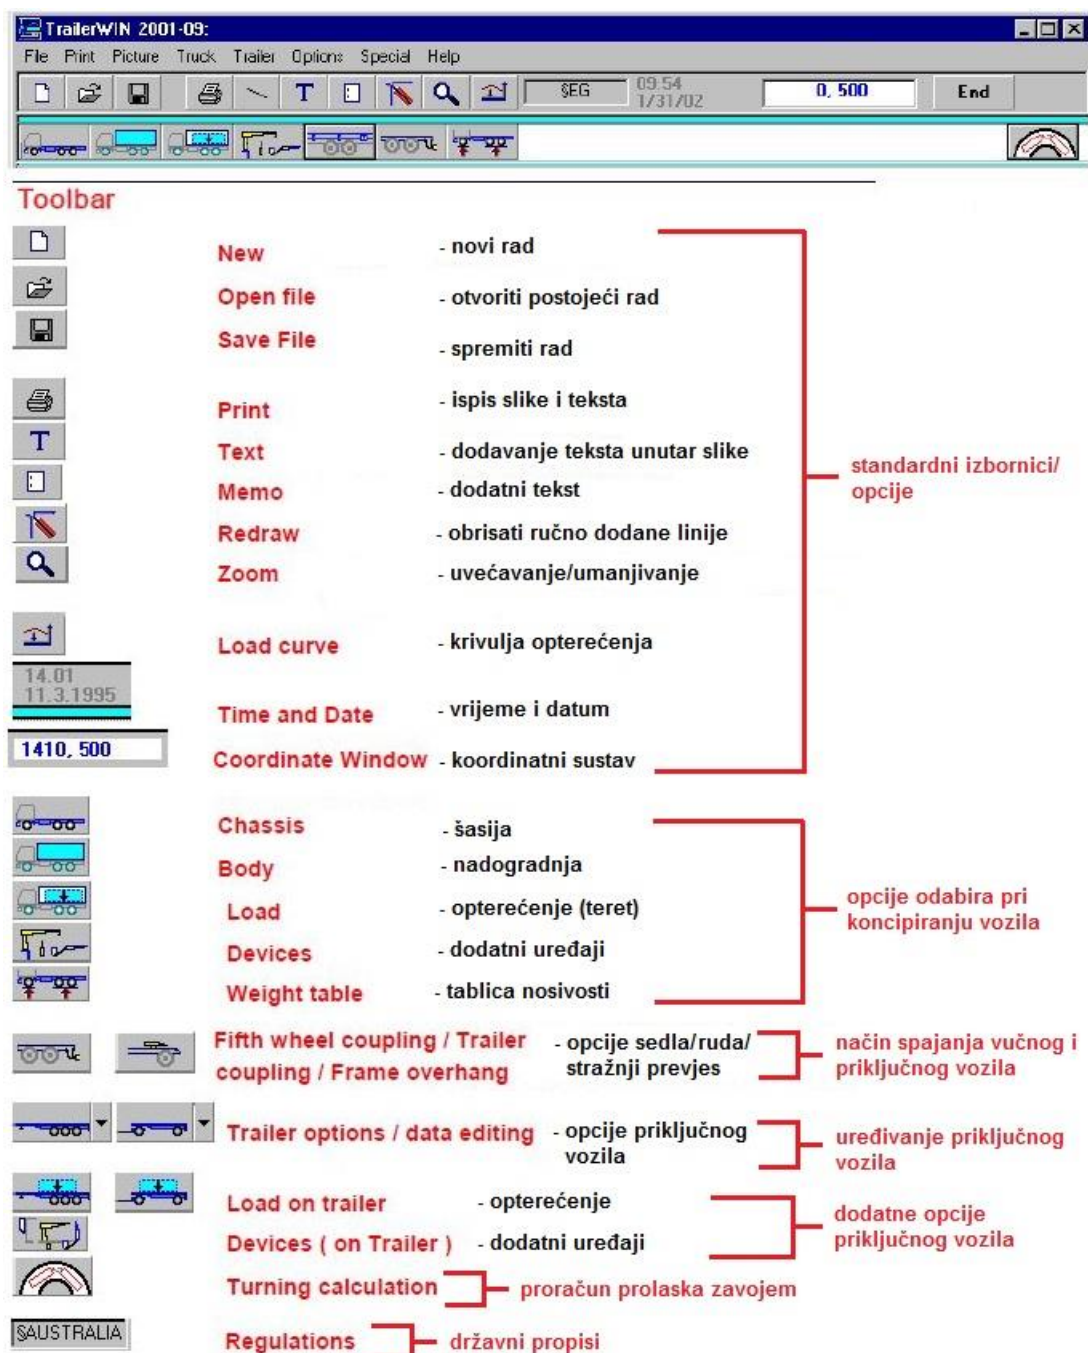 TrailerWIN 2001-09:
File Print Picture Truck Trailer Options Special Help
T §EG 09:54 1/31/02 0, 500 End
Toolbar
New - novi rad
Open file - otvoriti postojeći rad
Save File - spremiti rad
Print - ispis slike i teksta
T Text - dodavanje teksta unutar slike
standardni izbornici/
opcije
Memo - dodatni tekst
Redraw - obrisati ručno dodane linije
Zoom - uvećavanje/umanjivanje
Load curve - krivulja opterećenja
14.01
11.3.1995
Time and Date - vrijeme i datum
1410, 500
Coordinate Window - koordinatni sustav
Chassis - šasija
Body - nadogradnja
Load - opterećenje (teret)
opcije odabira pri
koncipiranju vozila
Devices - dodatni uređaji
Weight table - tablica nosivosti
Fifth wheel coupling / Trailer
coupling / Frame overhang
- opcije sedla/ruda/
stražnji prevjes
način spajanja vučnog i
priključnog vozila
Trailer options / data editing - opcije priključnog
vozila
uređivanje priključnog
vozila
Load on trailer - opterećenje
Devices ( on Trailer ) - dodatni uređaji
dodatne opcije
priključnog vozila
Turning calculation proračun prolaska zavojem
§AUSTRALIA Regulations državni propisi